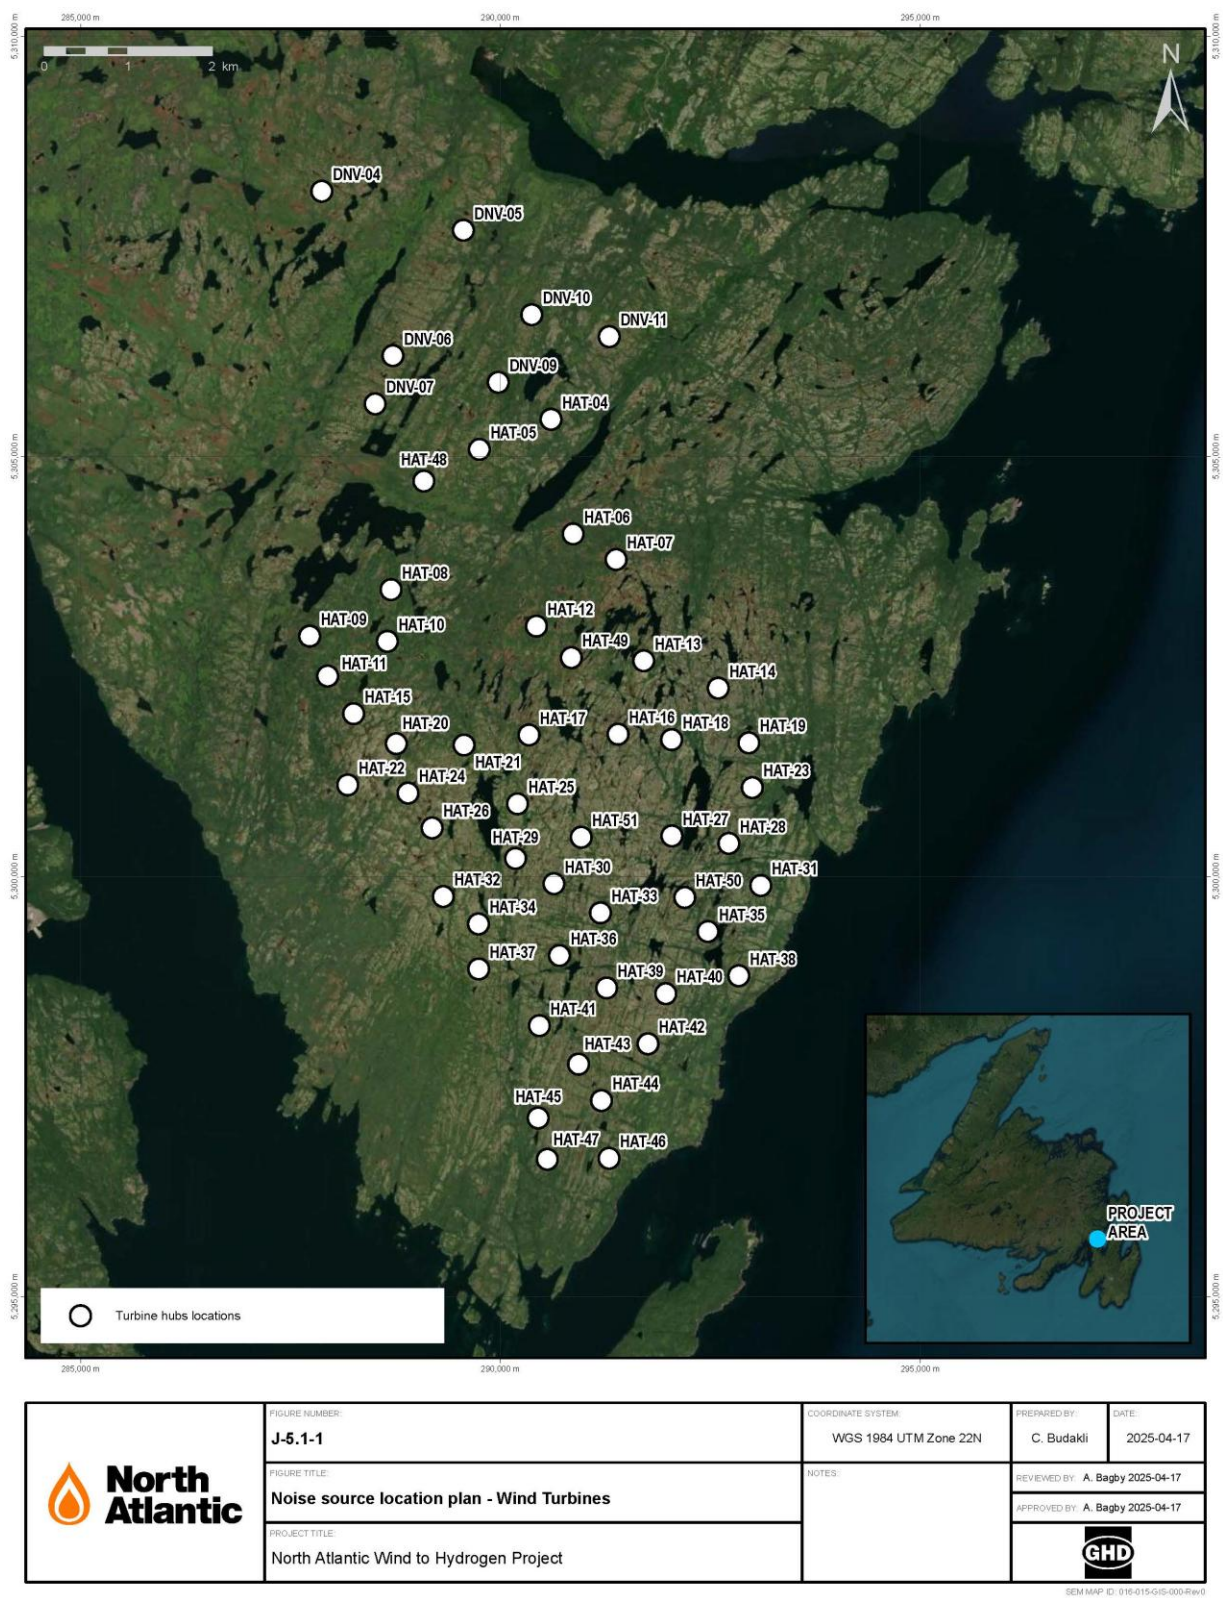 285,000 m
290,000 m
295,000 m
5,310,000 m
5,310,000 m
0 1 2 km
N
DNV-04
DNV-05
DNV-10
DNV-11
DNV-06
DNV-09
DNV-07
HAT-04
HAT-05
5,305,000 m
5,305,000 m
HAT-48
HAT-06
HAT-07
HAT-08
HAT-12
HAT-09
HAT-10
HAT-49
HAT-13
HAT-11
HAT-14
HAT-15
HAT-17
HAT-16
HAT-18
HAT-20
HAT-19
HAT-21
HAT-22
HAT-24
HAT-23
HAT-25
HAT-26
HAT-51
HAT-27
HAT-28
HAT-29
HAT-30
HAT-31
5,300,000 m
5,300,000 m
HAT-32
HAT-50
HAT-33
HAT-34
HAT-35
HAT-36
HAT-37
HAT-38
HAT-39
HAT-40
HAT-41
HAT-42
HAT-43
HAT-44
HAT-45
HAT-47
HAT-46
PROJECT
AREA
5,295,000 m
5,295,000 m
Turbine hubs locations
285,000 m
290,000 m
295,000 m
North
Atlantic
FIGURE NUMBER:
J-5.1-1
FIGURE TITLE:
Noise source location plan - Wind Turbines
PROJECT TITLE:
North Atlantic Wind to Hydrogen Project
COORDINATE SYSTEM:
WGS 1984 UTM Zone 22N
NOTES:
PREPARED BY:
C. Budakli
DATE:
2025-04-17
REVIEWED BY: A. Bagby 2025-04-17
APPROVED BY: A. Bagby 2025-04-17
GHD
SEM MAP ID: 016-015-GIS-000-Rev0